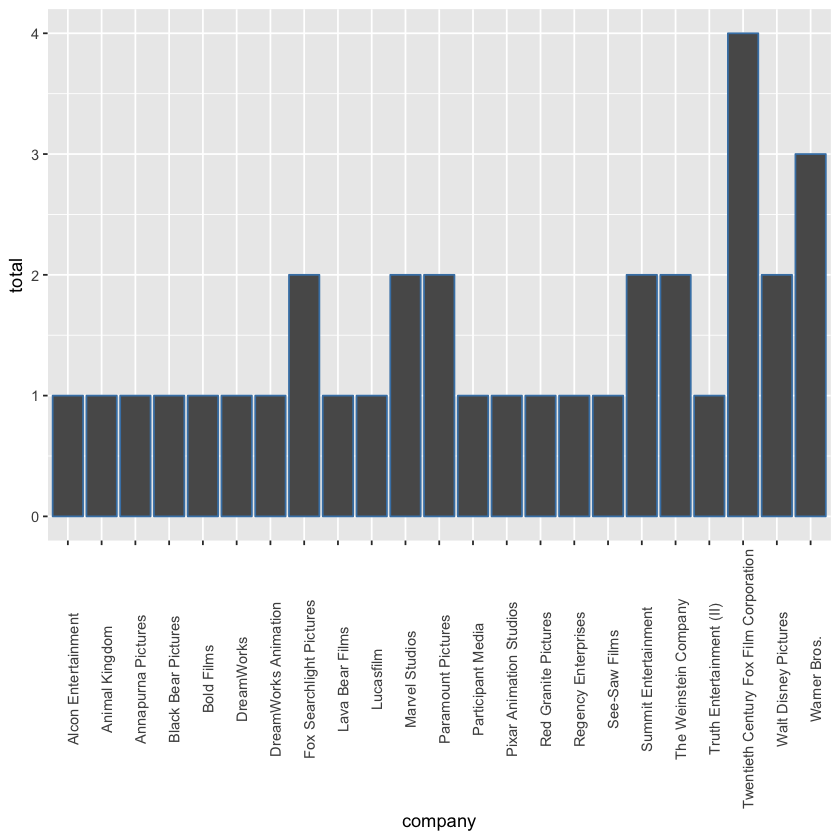 4
3
2
1
0
total
Alcon Entertainment
Animal Kingdom
Annapurna Pictures
Black Bear Pictures
Bold Films
DreamWorks
DreamWorks Animation
Fox Searchlight Pictures
Lava Bear Films
Lucasfilm
Marvel Studios
Paramount Pictures
Participant Media
Pixar Animation Studios
Red Granite Pictures
Regency Enterprises
See-Saw Films
Summit Entertainment
The Weinstein Company
Truth Entertainment (II)
Twentieth Century Fox Film Corporation
Walt Disney Pictures
Warner Bros.
company